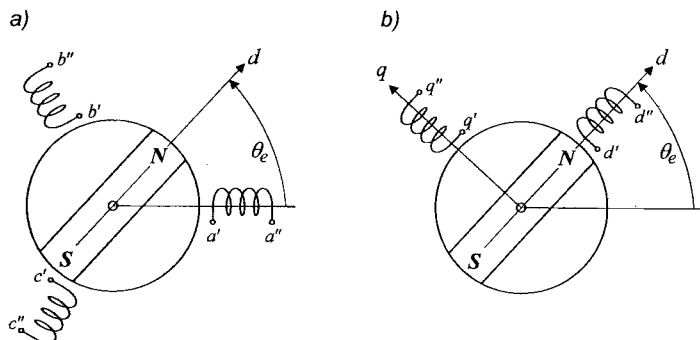 a)
b″
b′
d
N
θe
S
a′
a″
c′
c″
b)
q
q″
q′
d
d″
d′
N
θe
S